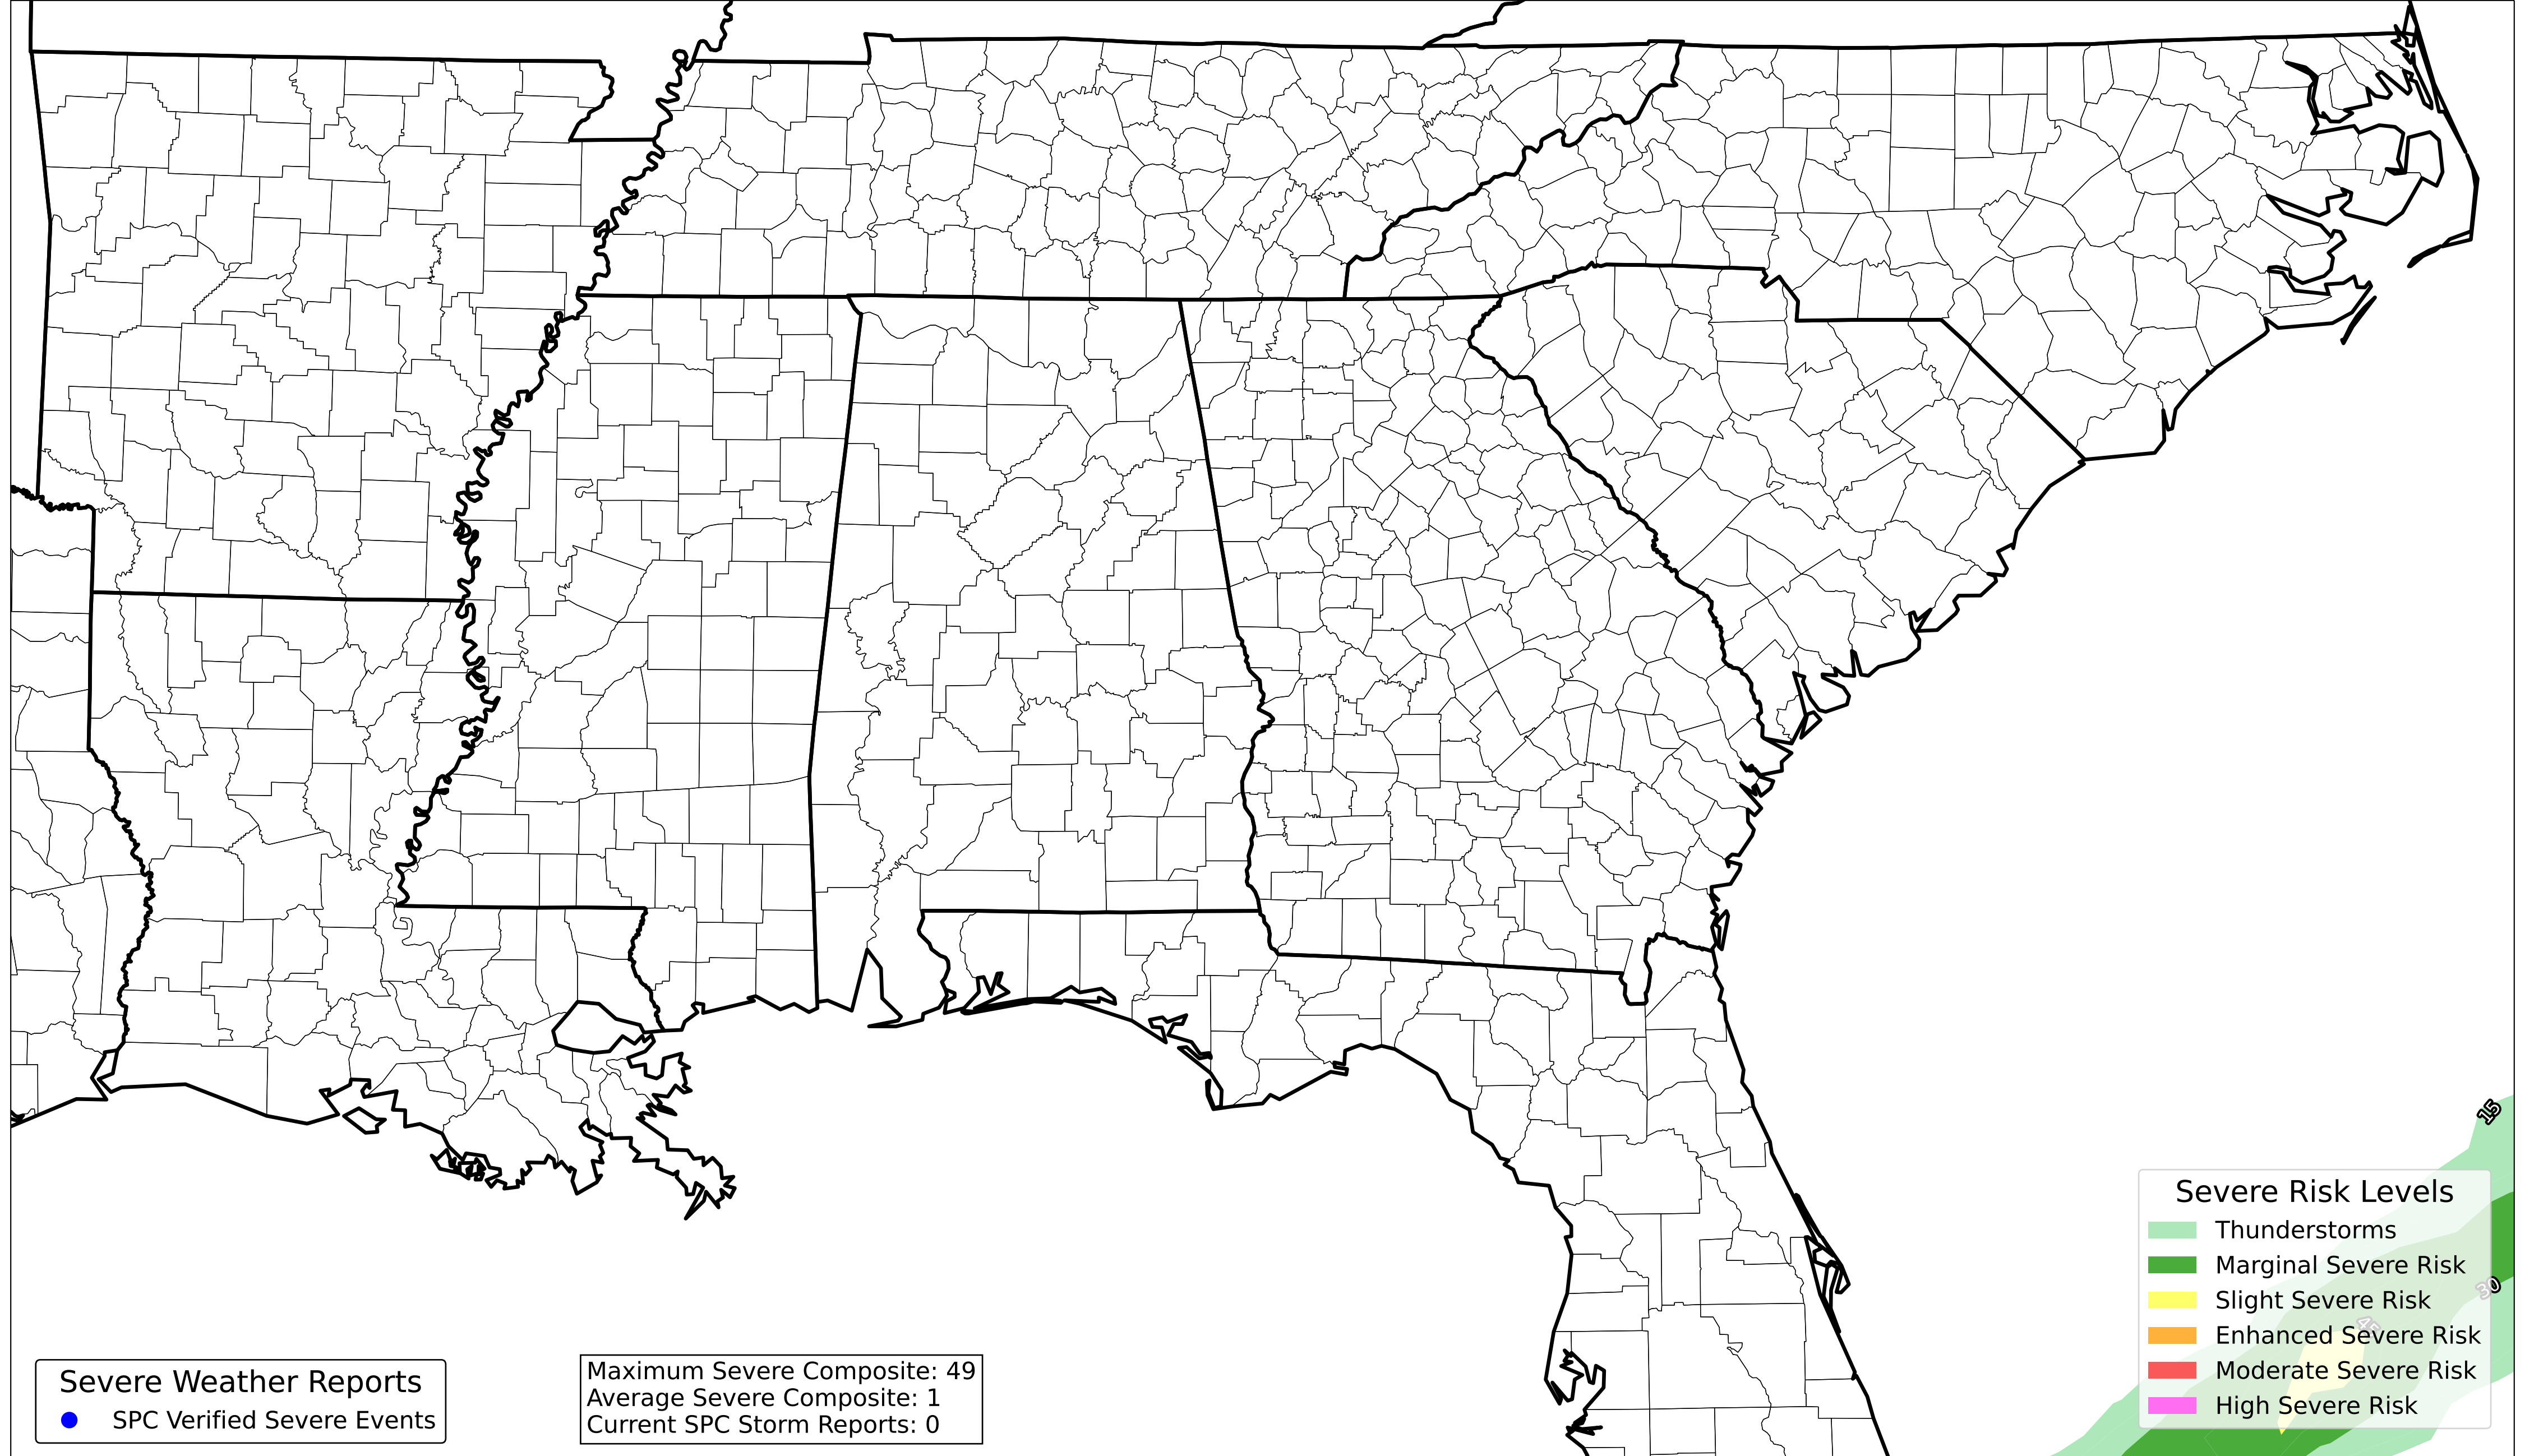 15
30
45
Severe Risk Levels
Thunderstorms
Marginal Severe Risk
Slight Severe Risk
Enhanced Severe Risk
Moderate Severe Risk
High Severe Risk
Severe Weather Reports
SPC Verified Severe Events
Maximum Severe Composite: 49
Average Severe Composite: 1
Current SPC Storm Reports: 0